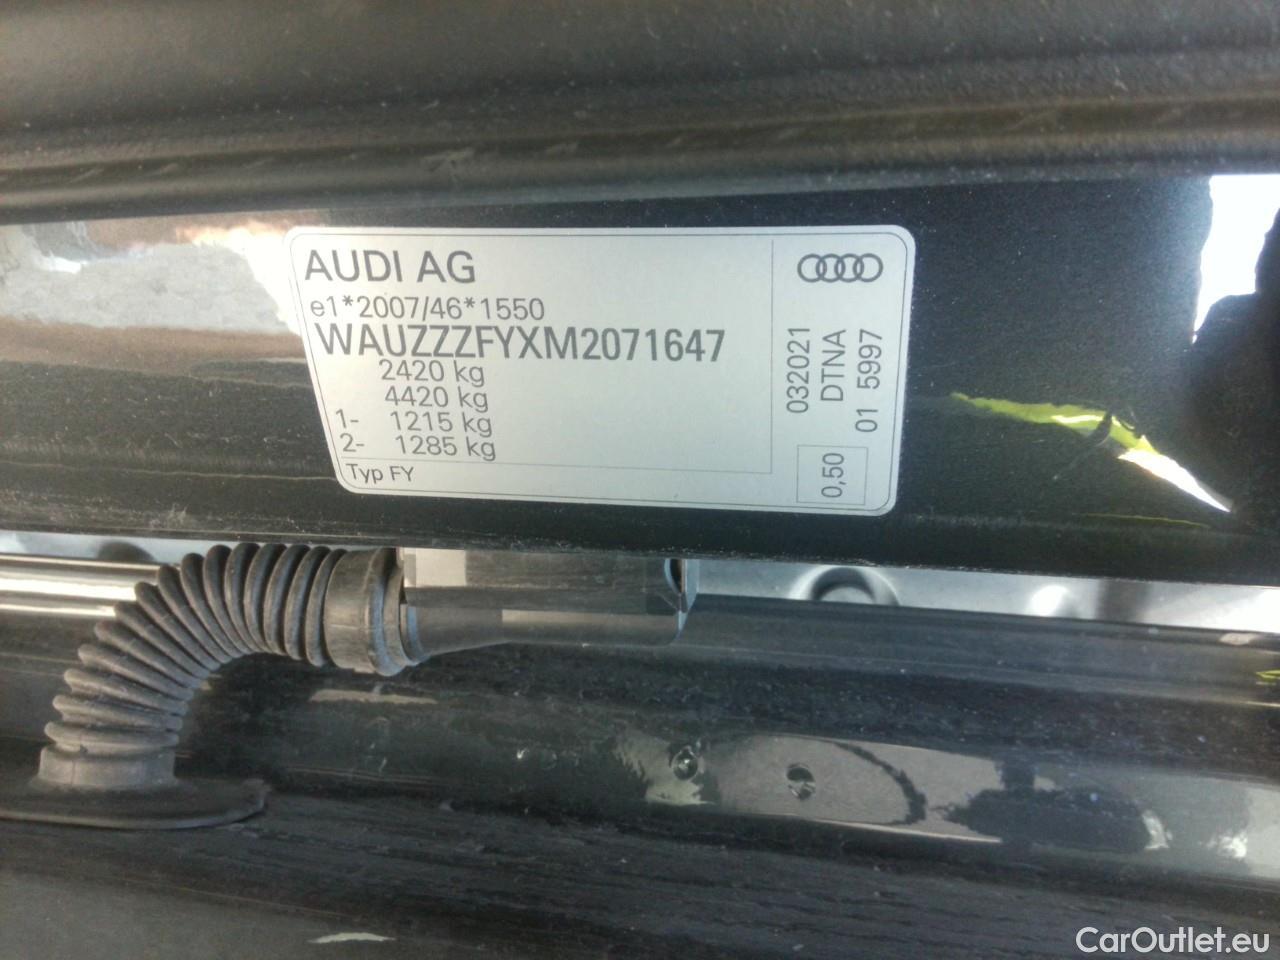 AUDI AG
e1*2007/46*1550
WAUZZZFYXM2071647
2420 kg
4420 kg
1- 1215 kg
2- 1285 kg
Typ FY
032021
DTNA
01 5997
0,50
CarOutlet.eu